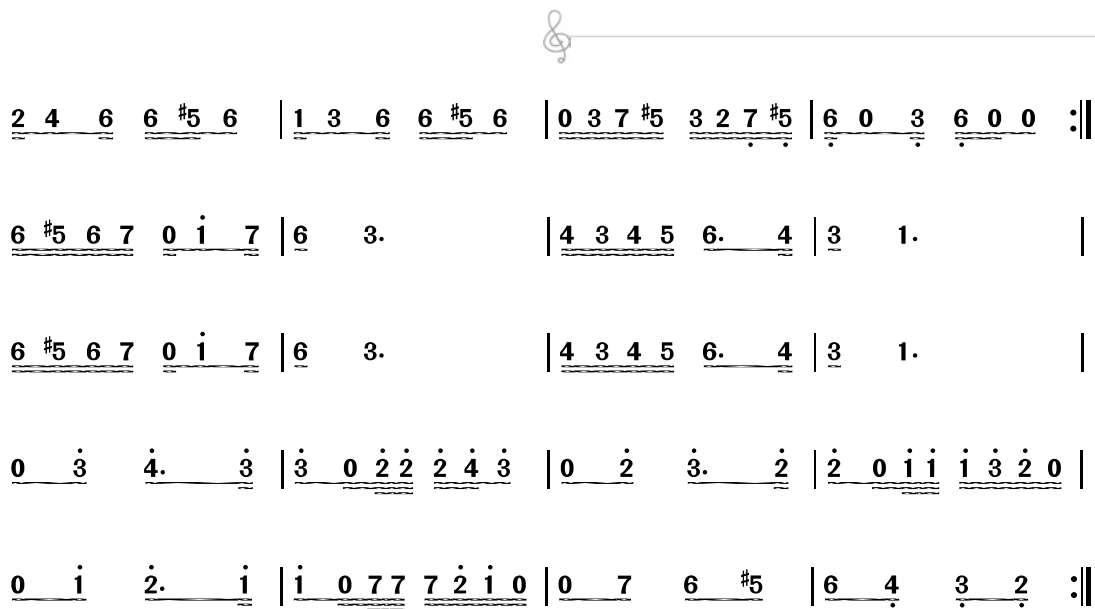 2 4 6 6 #5 6 | 1 3 6 6 #5 6 | 0 3 7 #5 3 2 7̣ #5̣ | 6̣ 0 3̣ 6̣ 0 0 :‖
6 #5 6 7 0 1̇ 7 | 6 3. | 4 3 4 5 6. 4 | 3 1. |
6 #5 6 7 0 1̇ 7 | 6 3. | 4 3 4 5 6. 4 | 3 1. |
0 3̇ 4̇. 3̇ | 3̇ 0 2̇ 2̇ 2̇ 4̇ 3̇ | 0 2̇ 3̇. 2̇ | 2̇ 0 1̇ 1̇ 1̇ 3̇ 2̇ 0 |
0 1̇ 2̇. 1̇ | 1̇ 0 7 7 7 2̇ 1̇ 0 | 0 7 6 #5 | 6 4̣ 3̣ 2̣ :‖